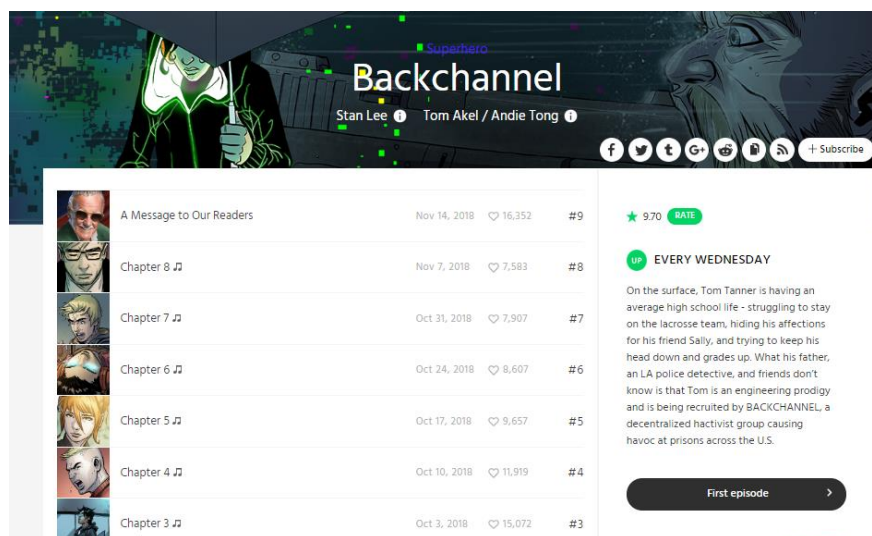 Superhero
Backchannel
Stan Lee i Tom Akel / Andie Tong i
f t G+ + Subscribe
A Message to Our Readers Nov 14, 2018 ♡ 16,352 #9
Chapter 8 ♫ Nov 7, 2018 ♡ 7,583 #8
Chapter 7 ♫ Oct 31, 2018 ♡ 7,907 #7
Chapter 6 ♫ Oct 24, 2018 ♡ 8,607 #6
Chapter 5 ♫ Oct 17, 2018 ♡ 9,657 #5
Chapter 4 ♫ Oct 10, 2018 ♡ 11,919 #4
Chapter 3 ♫ Oct 3, 2018 ♡ 15,072 #3
★ 9.70 RATE
UP EVERY WEDNESDAY
On the surface, Tom Tanner is having an
average high school life - struggling to stay
on the lacrosse team, hiding his affections
for his friend Sally, and trying to keep his
head down and grades up. What his father,
an LA police detective, and friends don't
know is that Tom is an engineering prodigy
and is being recruited by BACKCHANNEL, a
decentralized hactivist group causing
havoc at prisons across the U.S.
First episode >